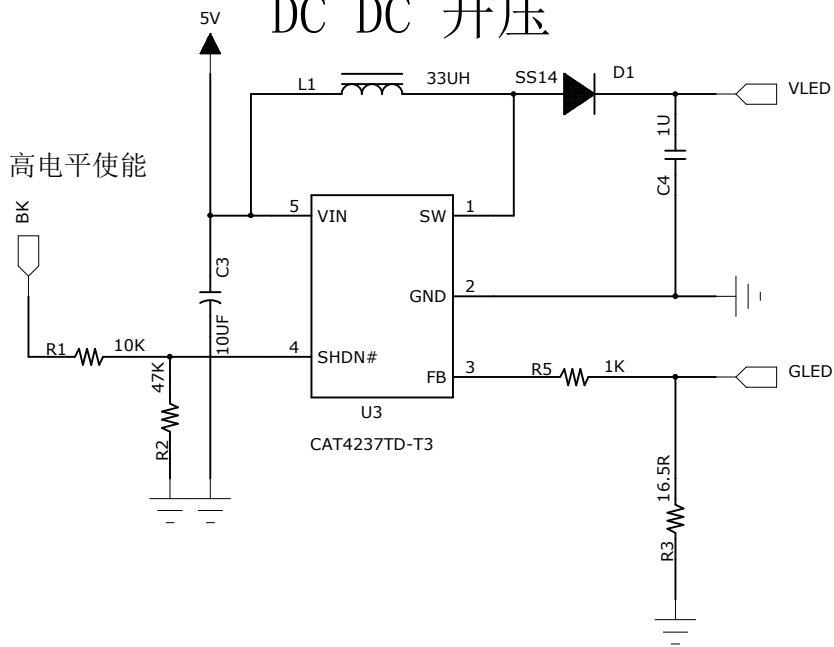 DC DC 升压
5V
L1
33UH
SS14
D1
VLED
1U
C4
高电平使能
BK
5
VIN
SW
1
C3
10UF
GND
2
R1
10K
4
SHDN#
47K
R2
FB
3
R5
1K
GLED
U3
CAT4237TD-T3
16.5R
R3